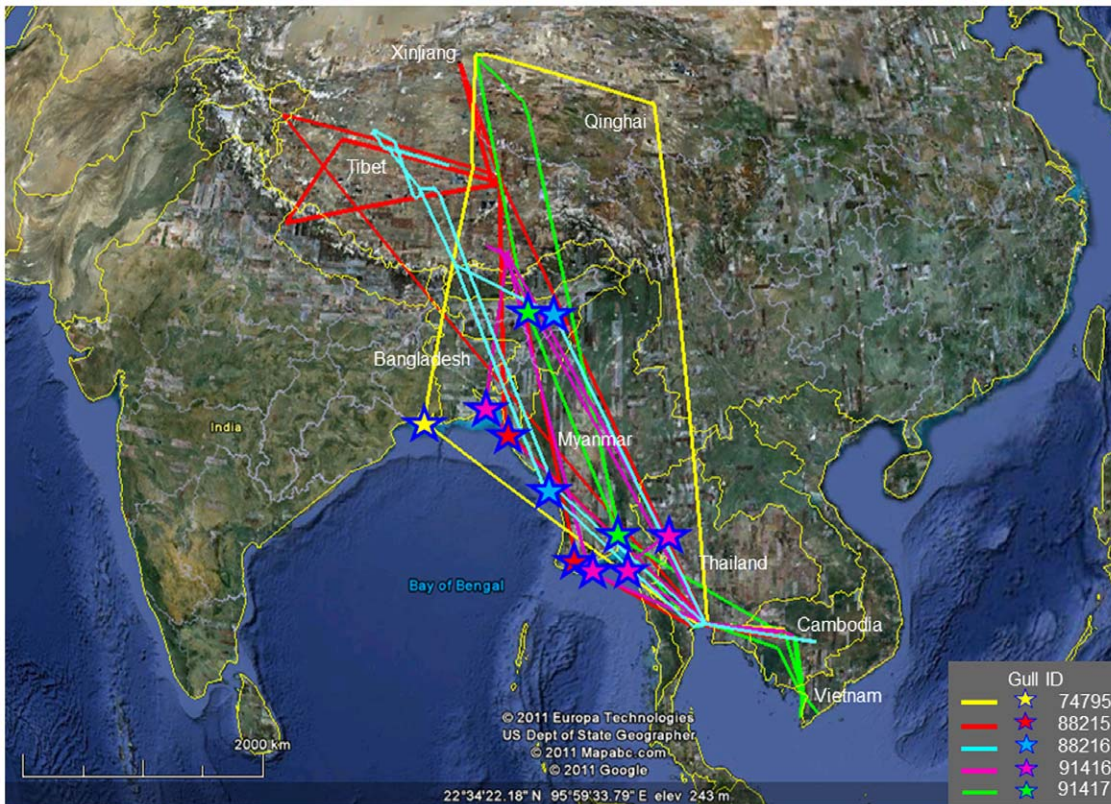 Xinjiang
Qinghai
Tibet
Bangladesh
India
Myanmar
Bay of Bengal
Thailand
Cambodia
Vietnam
Gull ID
74795
88215
88216
91416
91417
2000 km
© 2011 Europa Technologies
US Dept of State Geographer
© 2011 Mapabc.com
© 2011 Google
22°34'22.18" N 95°59'33.79" E elev 243 m